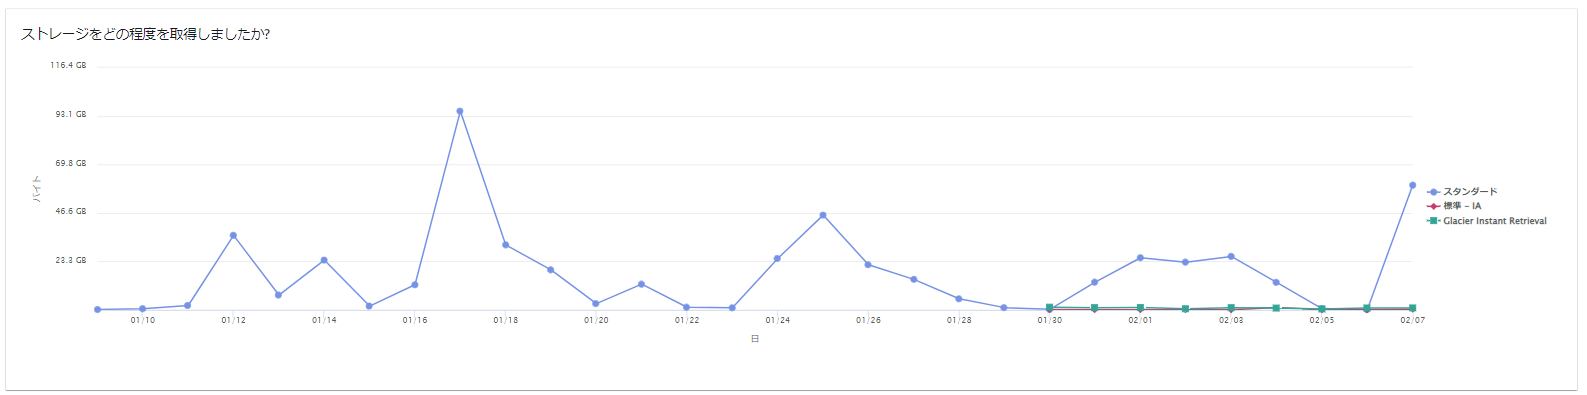 ストレージをどの程度を取得しましたか?
116.4 GB
93.1 GB
69.8 GB
46.6 GB
23.3 GB
バイト
01/10
01/12
01/14
01/16
01/18
01/20
01/22
01/24
01/26
01/28
01/30
02/01
02/03
02/05
02/07
日
スタンダード
標準 - IA
Glacier Instant Retrieval